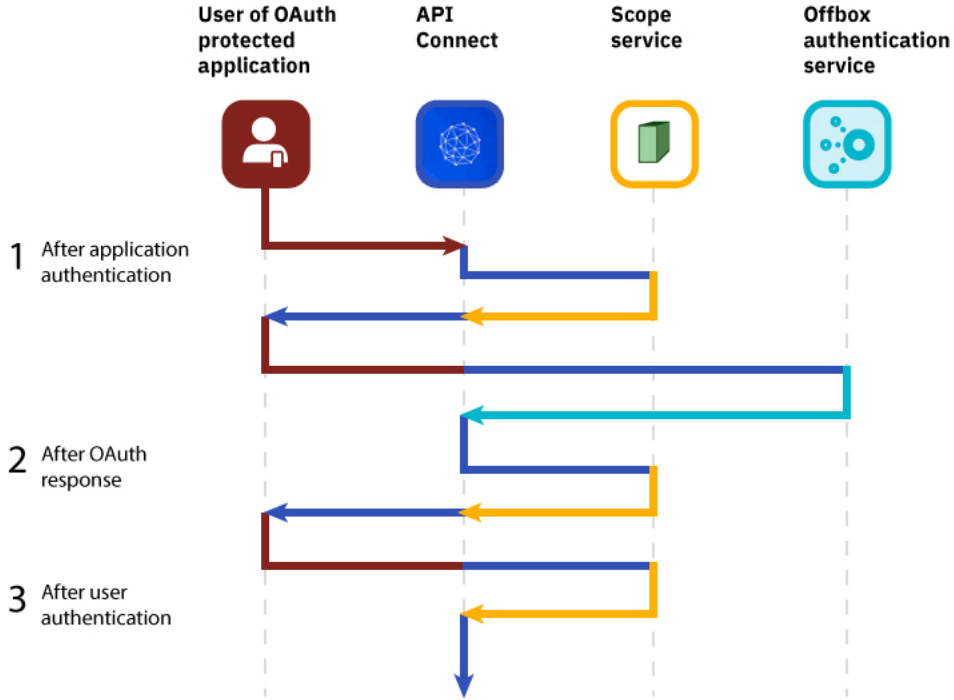 User of OAuth
protected
application
API
Connect
Scope
service
Offbox
authentication
service
1
After application
authentication
2
After OAuth
response
3
After user
authentication